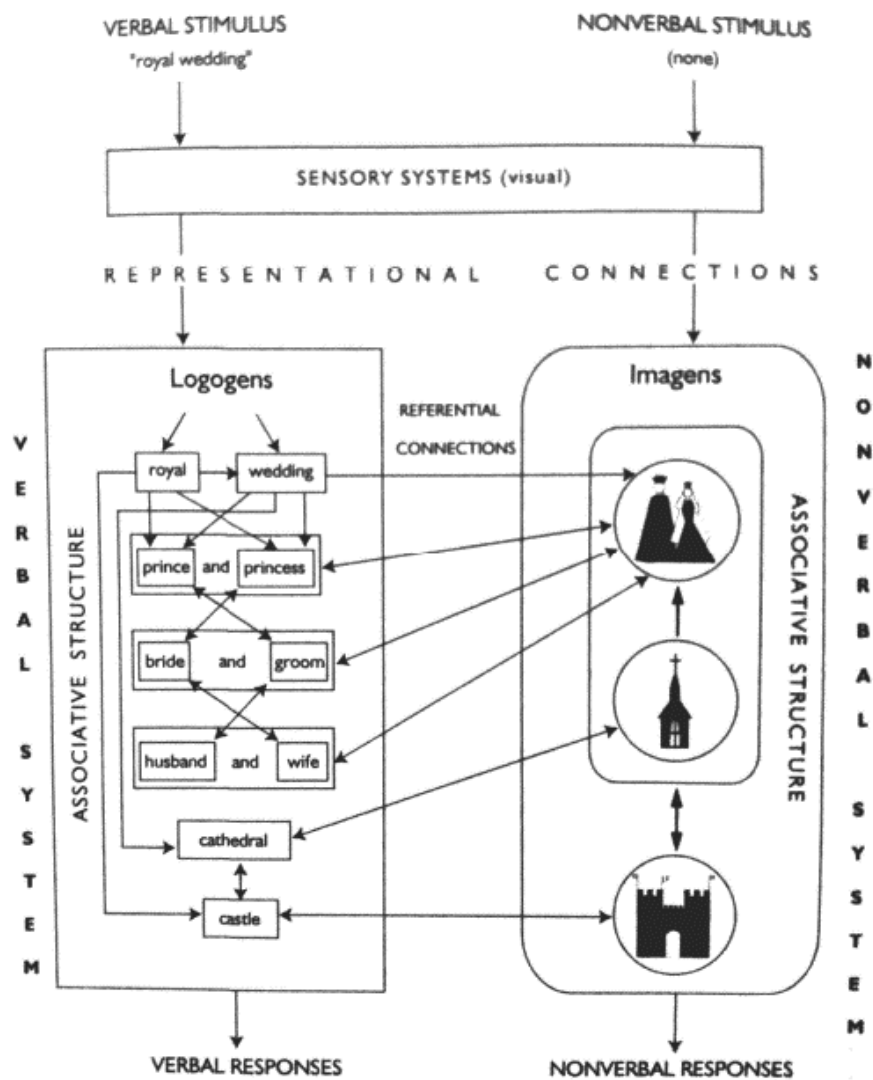 VERBAL STIMULUS
"royal wedding"
NONVERBAL STIMULUS
(none)
SENSORY SYSTEMS (visual)
REPRESENTATIONAL CONNECTIONS
VERBAL SYSTEM
ASSOCIATIVE STRUCTURE
Logogens
royal
wedding
prince and princess
bride and groom
husband and wife
cathedral
castle
REFERENTIAL
CONNECTIONS
Imagens
ASSOCIATIVE STRUCTURE
NONVERBAL SYSTEM
VERBAL RESPONSES
NONVERBAL RESPONSES